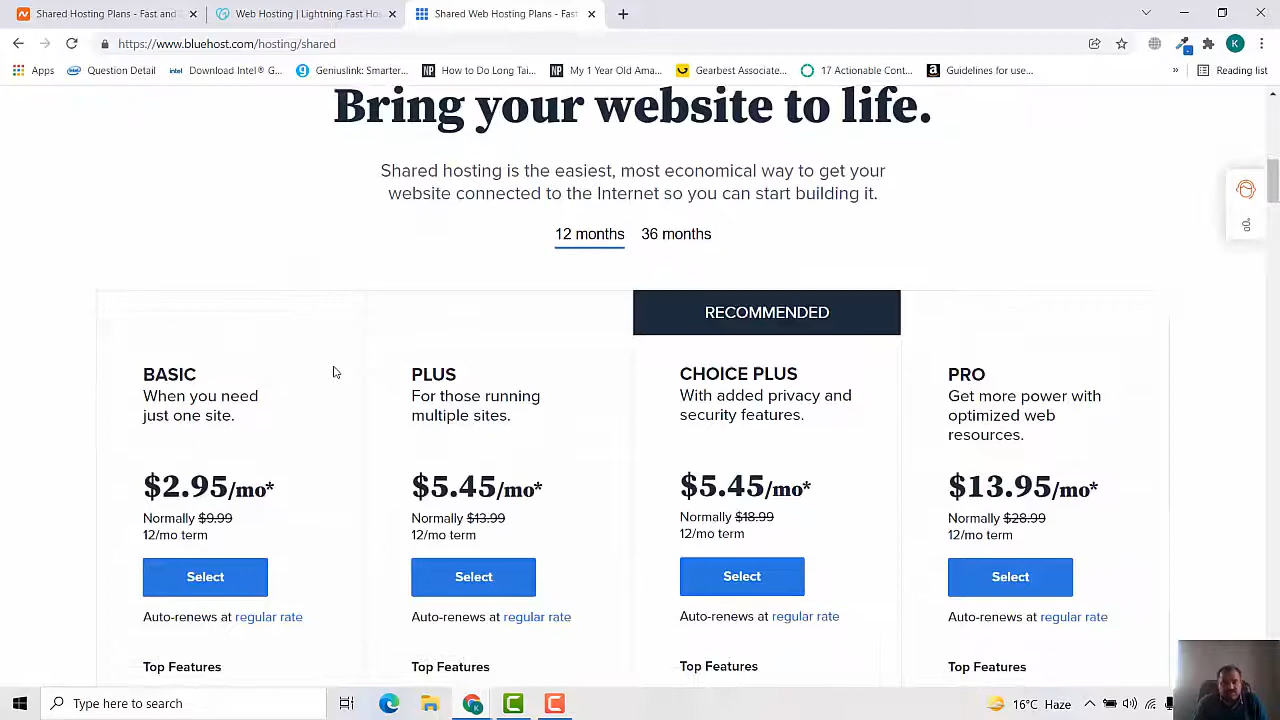 Shared Hosting Plans - Fast and
Web Hosting | Lightning Fast Ho
Shared Web Hosting Plans - Fast
https://www.bluehost.com/hosting/shared
Apps
Question Detail
Download Intel® G...
Geniuslink: Smarter...
How to Do Long Tai...
My 1 Year Old Ama...
Gearbest Associate...
17 Actionable Cont...
Guidelines for use...
»
Reading list
Bring your website to life.
Shared hosting is the easiest, most economical way to get your
website connected to the Internet so you can start building it.
12 months 36 months
RECOMMENDED
BASIC
When you need
just one site.
$2.95/mo*
Normally $9.99
12/mo term
Select
Auto-renews at regular rate
Top Features
PLUS
For those running
multiple sites.
$5.45/mo*
Normally $13.99
12/mo term
Select
Auto-renews at regular rate
Top Features
CHOICE PLUS
With added privacy and
security features.
$5.45/mo*
Normally $18.99
12/mo term
Select
Auto-renews at regular rate
Top Features
PRO
Get more power with
optimized web
resources.
$13.95/mo*
Normally $28.99
12/mo term
Select
Auto-renews at regular rate
Top Features
Type here to search
16°C Haze